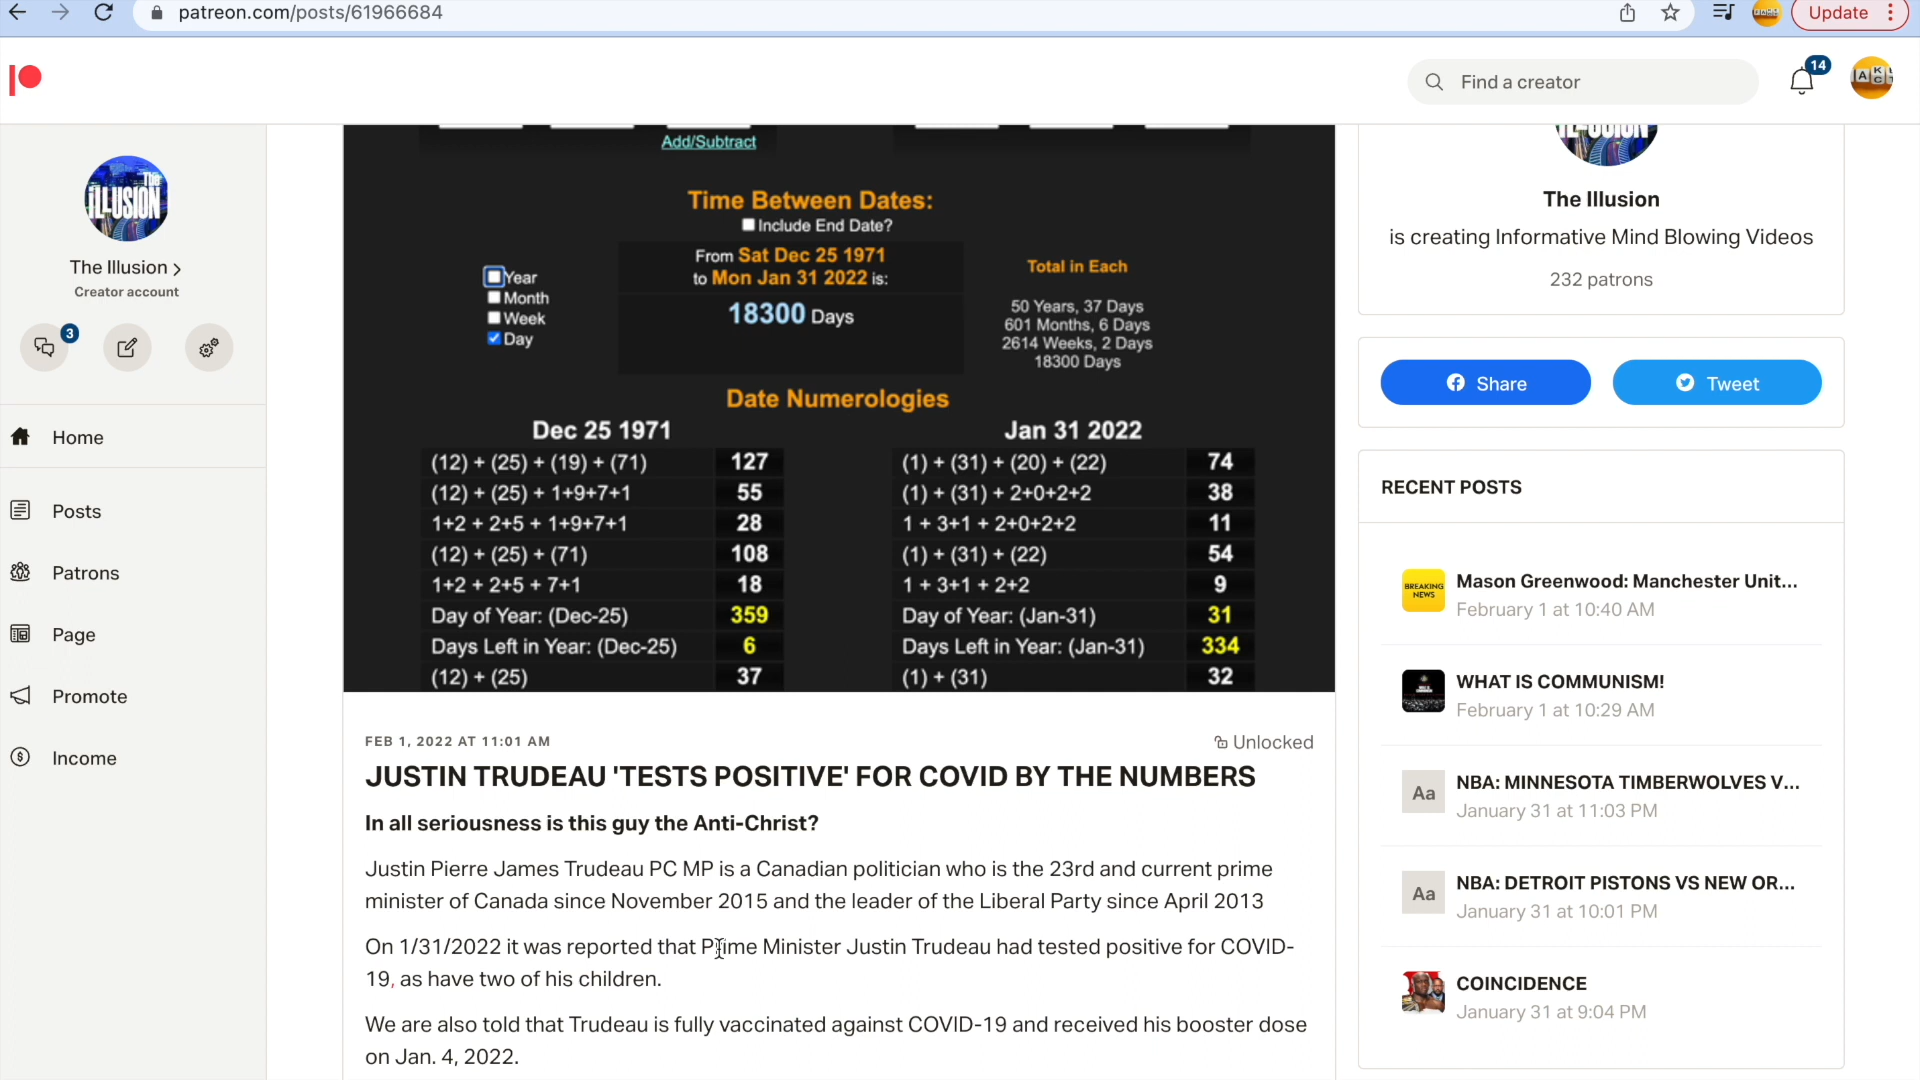 patreon.com/posts/61966684
Update
Find a creator
14
The ILLUSION
The Illusion
Creator account
3
Home
Posts
Patrons
Page
Promote
Income
Add/Subtract
Time Between Dates:
Include End Date?
From Sat Dec 25 1971
to Mon Jan 31 2022 is:
18300 Days
Year
Month
Week
Day
Total in Each
50 Years, 37 Days
601 Months, 6 Days
2614 Weeks, 2 Days
18300 Days
Date Numerologies
Dec 25 1971
(12) + (25) + (19) + (71) 127
(12) + (25) + 1+9+7+1 55
1+2 + 2+5 + 1+9+7+1 28
(12) + (25) + (71) 108
1+2 + 2+5 + 7+1 18
Day of Year: (Dec-25) 359
Days Left in Year: (Dec-25) 6
(12) + (25) 37
Jan 31 2022
(1) + (31) + (20) + (22) 74
(1) + (31) + 2+0+2+2 38
1 + 3+1 + 2+0+2+2 11
(1) + (31) + (22) 54
1 + 3+1 + 2+2 9
Day of Year: (Jan-31) 31
Days Left in Year: (Jan-31) 334
(1) + (31) 32
FEB 1, 2022 AT 11:01 AM
Unlocked
JUSTIN TRUDEAU 'TESTS POSITIVE' FOR COVID BY THE NUMBERS
In all seriousness is this guy the Anti-Christ?
Justin Pierre James Trudeau PC MP is a Canadian politician who is the 23rd and current prime
minister of Canada since November 2015 and the leader of the Liberal Party since April 2013
On 1/31/2022 it was reported that Prime Minister Justin Trudeau had tested positive for COVID-
19, as have two of his children.
We are also told that Trudeau is fully vaccinated against COVID-19 and received his booster dose
on Jan. 4, 2022.
The Illusion
is creating Informative Mind Blowing Videos
232 patrons
Share
Tweet
RECENT POSTS
BREAKING
NEWS
Mason Greenwood: Manchester Unit...
February 1 at 10:40 AM
WHAT IS COMMUNISM!
February 1 at 10:29 AM
Aa
NBA: MINNESOTA TIMBERWOLVES V...
January 31 at 11:03 PM
Aa
NBA: DETROIT PISTONS VS NEW OR...
January 31 at 10:01 PM
COINCIDENCE
January 31 at 9:04 PM